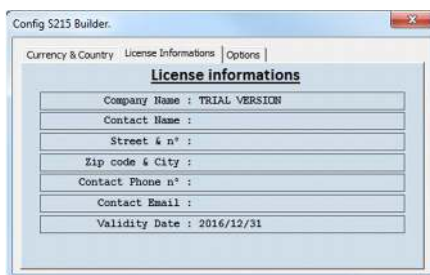 Config S215 Builder.
Currency & Country License Informations Options
License informations
Company Name : TRIAL VERSION
Contact Name :
Street & n° :
Zip code & City :
Contact Phone n° :
Contact Email :
Validity Date : 2016/12/31